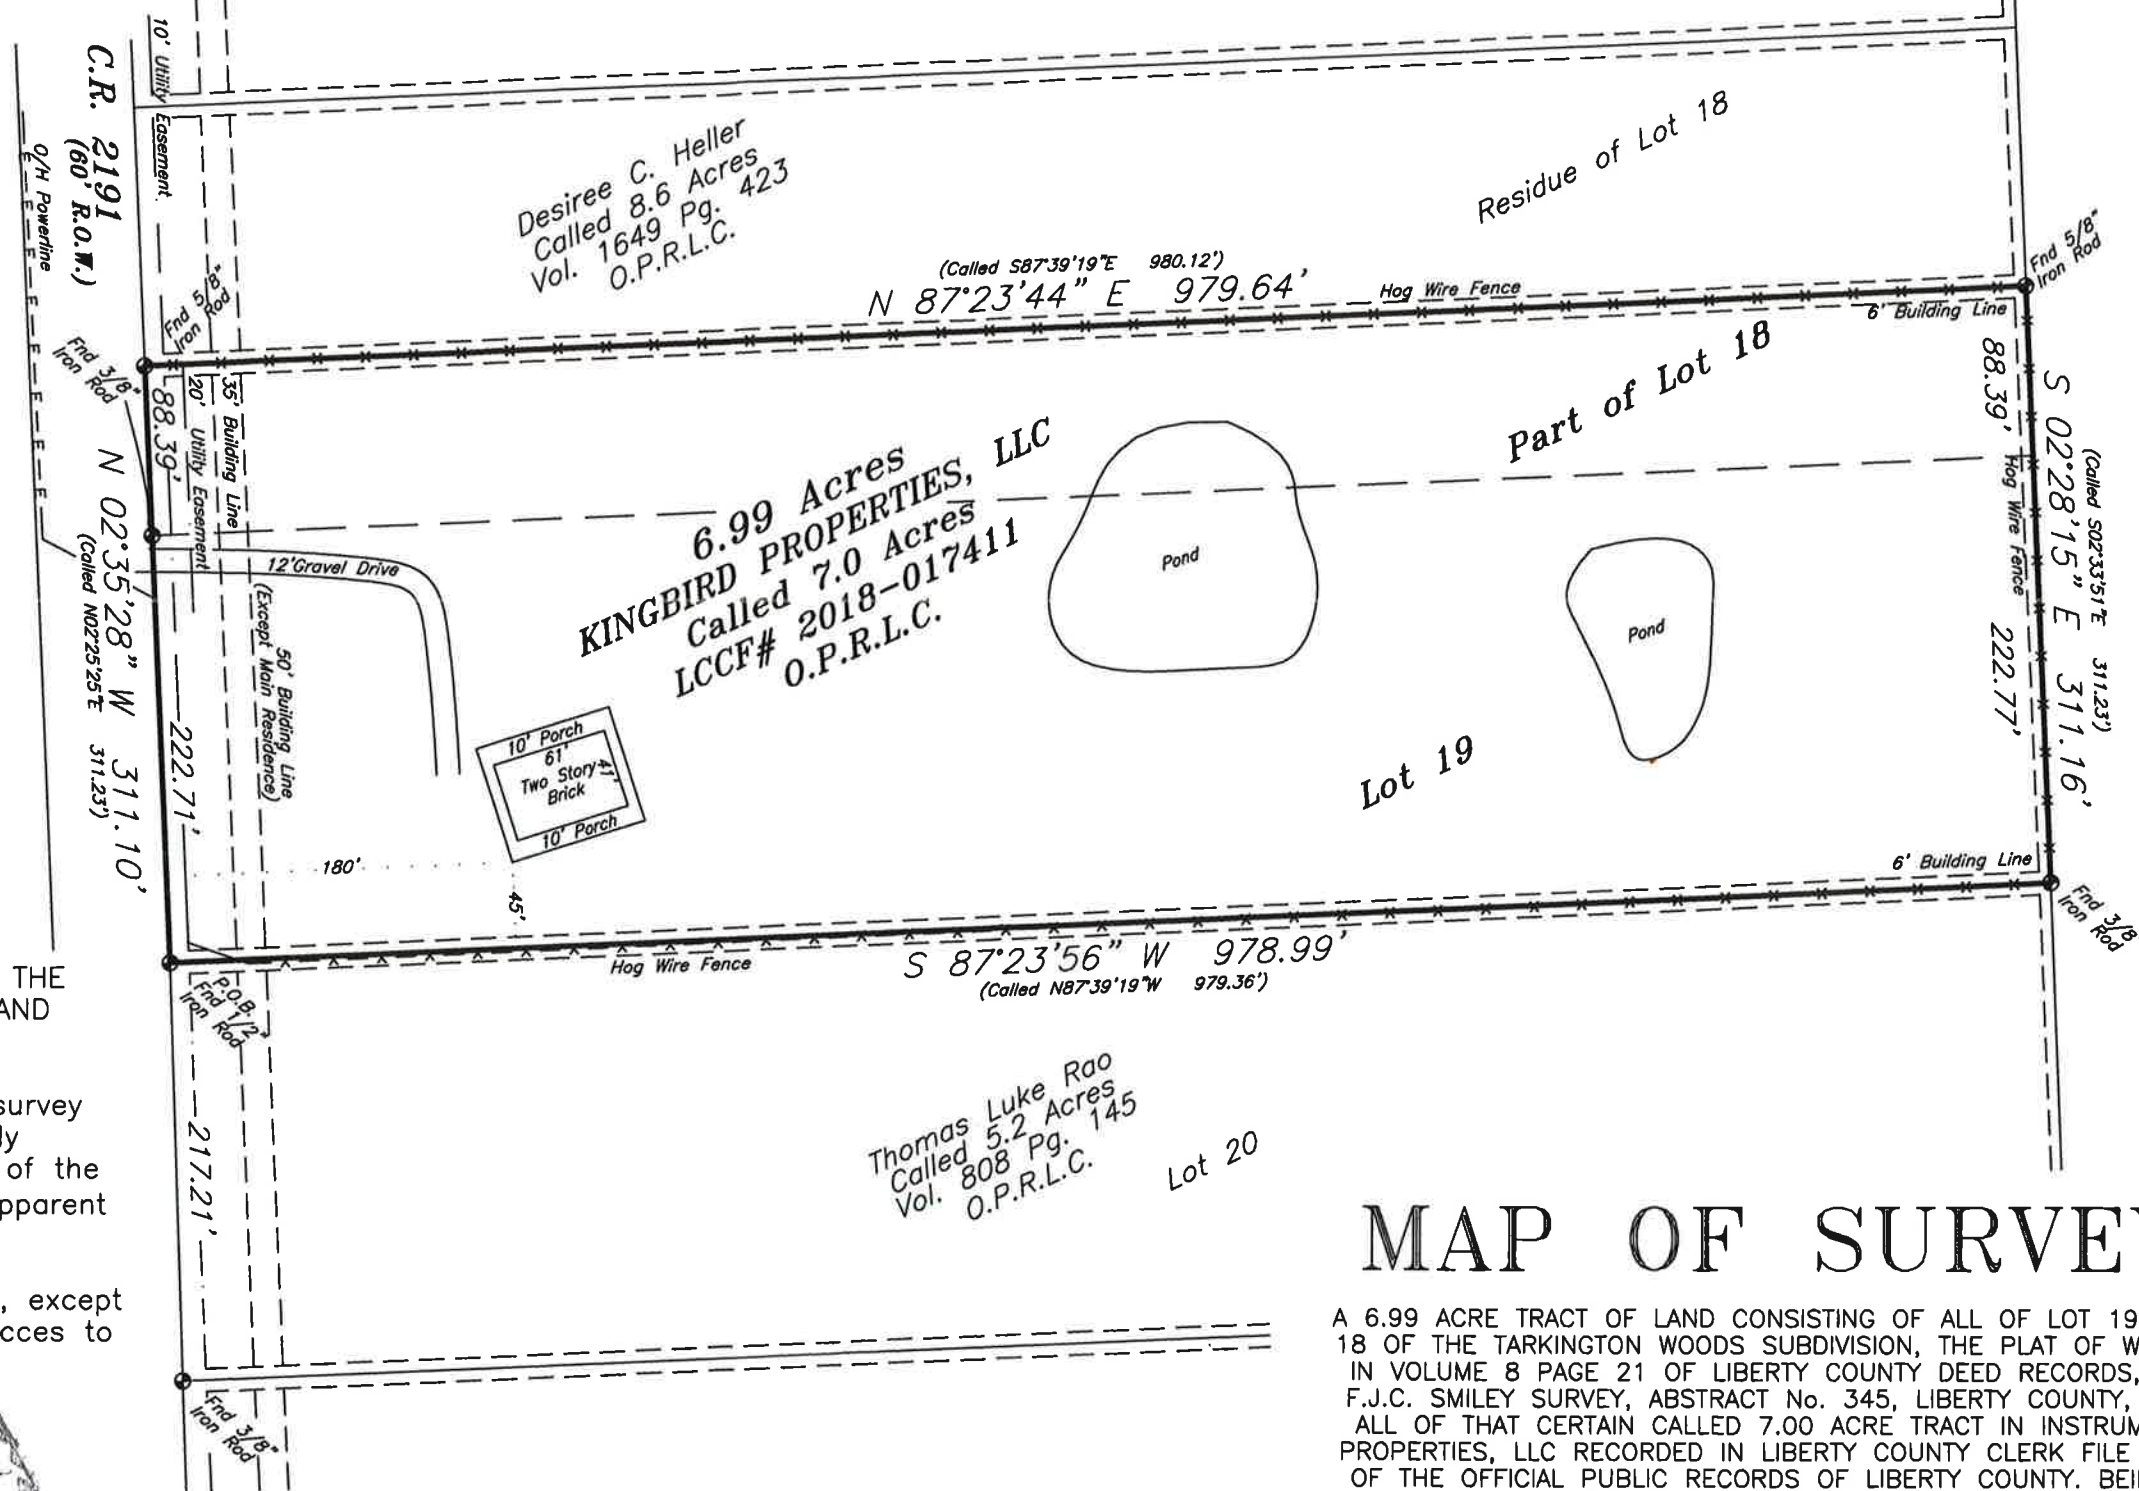 10' Utility Easement
C.R. 2191
(60' R.O.W.)
O/H Powerline
E E E E E E E E E E E
Desiree C. Heller
Called 8.6 Acres
Vol. 1649 Pg. 423
O.P.R.L.C.
Residue of Lot 18
(Called S87°39'19"E 980.12')
N 87°23'44" E 979.64'
Hog Wire Fence
6' Building Line
Fnd 5/8"
Iron Rod
Fnd 5/8"
Iron Rod
Fnd 3/8"
Iron Rod
88.39'
20' Utility Easement
35' Building Line
Part of Lot 18
88.39'
Hog Wire Fence
S 02°28'15" E 311.16'
(Called S02°33'51"E 311.23')
222.77'
6.99 Acres
KINGBIRD PROPERTIES, LLC
Called 7.0 Acres
LCCF# 2018-017411
O.P.R.L.C.
Pond
Pond
12'Gravel Drive
N 02°35'28" W 311.10'
(Called N02°25'25"E 311.23')
222.71'
50' Building Line
(Except Main Residence)
10' Porch
61'
41'
Two Story
Brick
10' Porch
180'
45'
Lot 19
6' Building Line
Fnd 3/8
Iron Rod
Hog Wire Fence
S 87°23'56" W 978.99'
(Called N87°39'19"W 979.36')
P.O.B.
Fnd 1/2"
Iron Rod
THE
AND
survey
of the
pparent
, except
cces to
217.21'
Thomas Luke Rao
Called 5.2 Acres
Vol. 808 Pg. 145
O.P.R.L.C.
Lot 20
Fnd 3/8"
Iron Rod
MAP OF SURVEY
A 6.99 ACRE TRACT OF LAND CONSISTING OF ALL OF LOT 19
18 OF THE TARKINGTON WOODS SUBDIVISION, THE PLAT OF W
IN VOLUME 8 PAGE 21 OF LIBERTY COUNTY DEED RECORDS,
F.J.C. SMILEY SURVEY, ABSTRACT No. 345, LIBERTY COUNTY,
ALL OF THAT CERTAIN CALLED 7.00 ACRE TRACT IN INSTRUM
PROPERTIES, LLC RECORDED IN LIBERTY COUNTY CLERK FILE
OF THE OFFICIAL PUBLIC RECORDS OF LIBERTY COUNTY. BEI